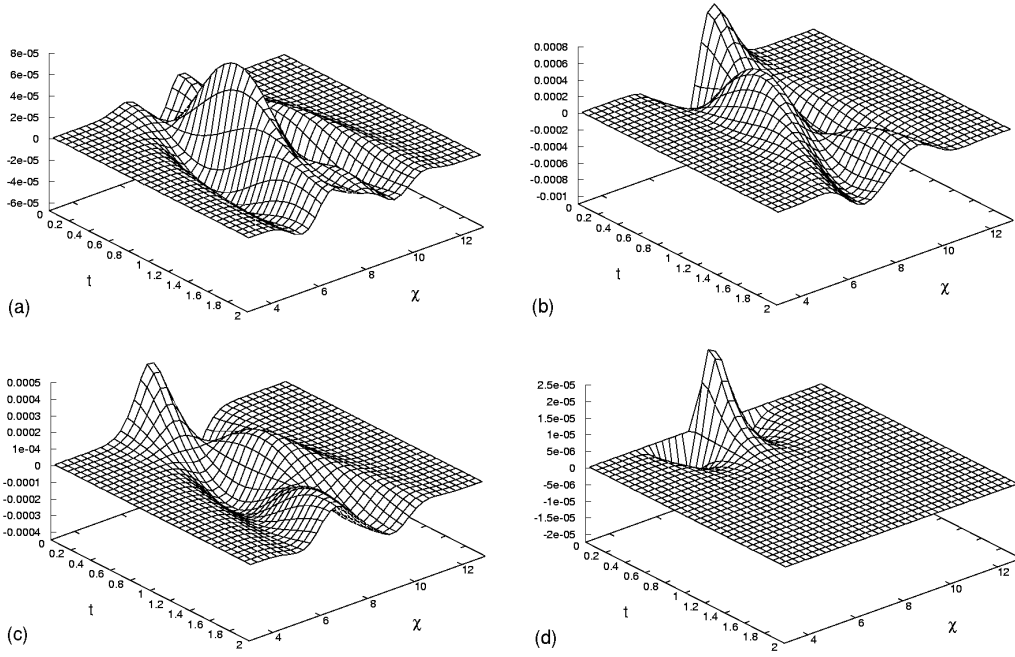 8e-05
6e-05
4e-05
2e-05
0
-2e-05
-4e-05
-6e-05
0
0.2
0.4
0.6
0.8
1
1.2
1.4
1.6
1.8
2
t
4
6
8
10
12
χ
(a)
0.0008
0.0006
0.0004
0.0002
0
-0.0002
-0.0004
-0.0006
-0.0008
-0.001
0
0.2
0.4
0.6
0.8
1
1.2
1.4
1.6
1.8
2
t
4
6
8
10
12
χ
(b)
0.0005
0.0004
0.0003
0.0002
1e-04
0
-0.0001
-0.0002
-0.0003
-0.0004
0
0.2
0.4
0.6
0.8
1
1.2
1.4
1.6
1.8
2
t
4
6
8
10
12
χ
(c)
2.5e-05
2e-05
1.5e-05
1e-05
5e-06
0
-5e-06
-1e-05
-1.5e-05
-2e-05
0
0.2
0.4
0.6
0.8
1
1.2
1.4
1.6
1.8
2
t
4
6
8
10
12
χ
(d)